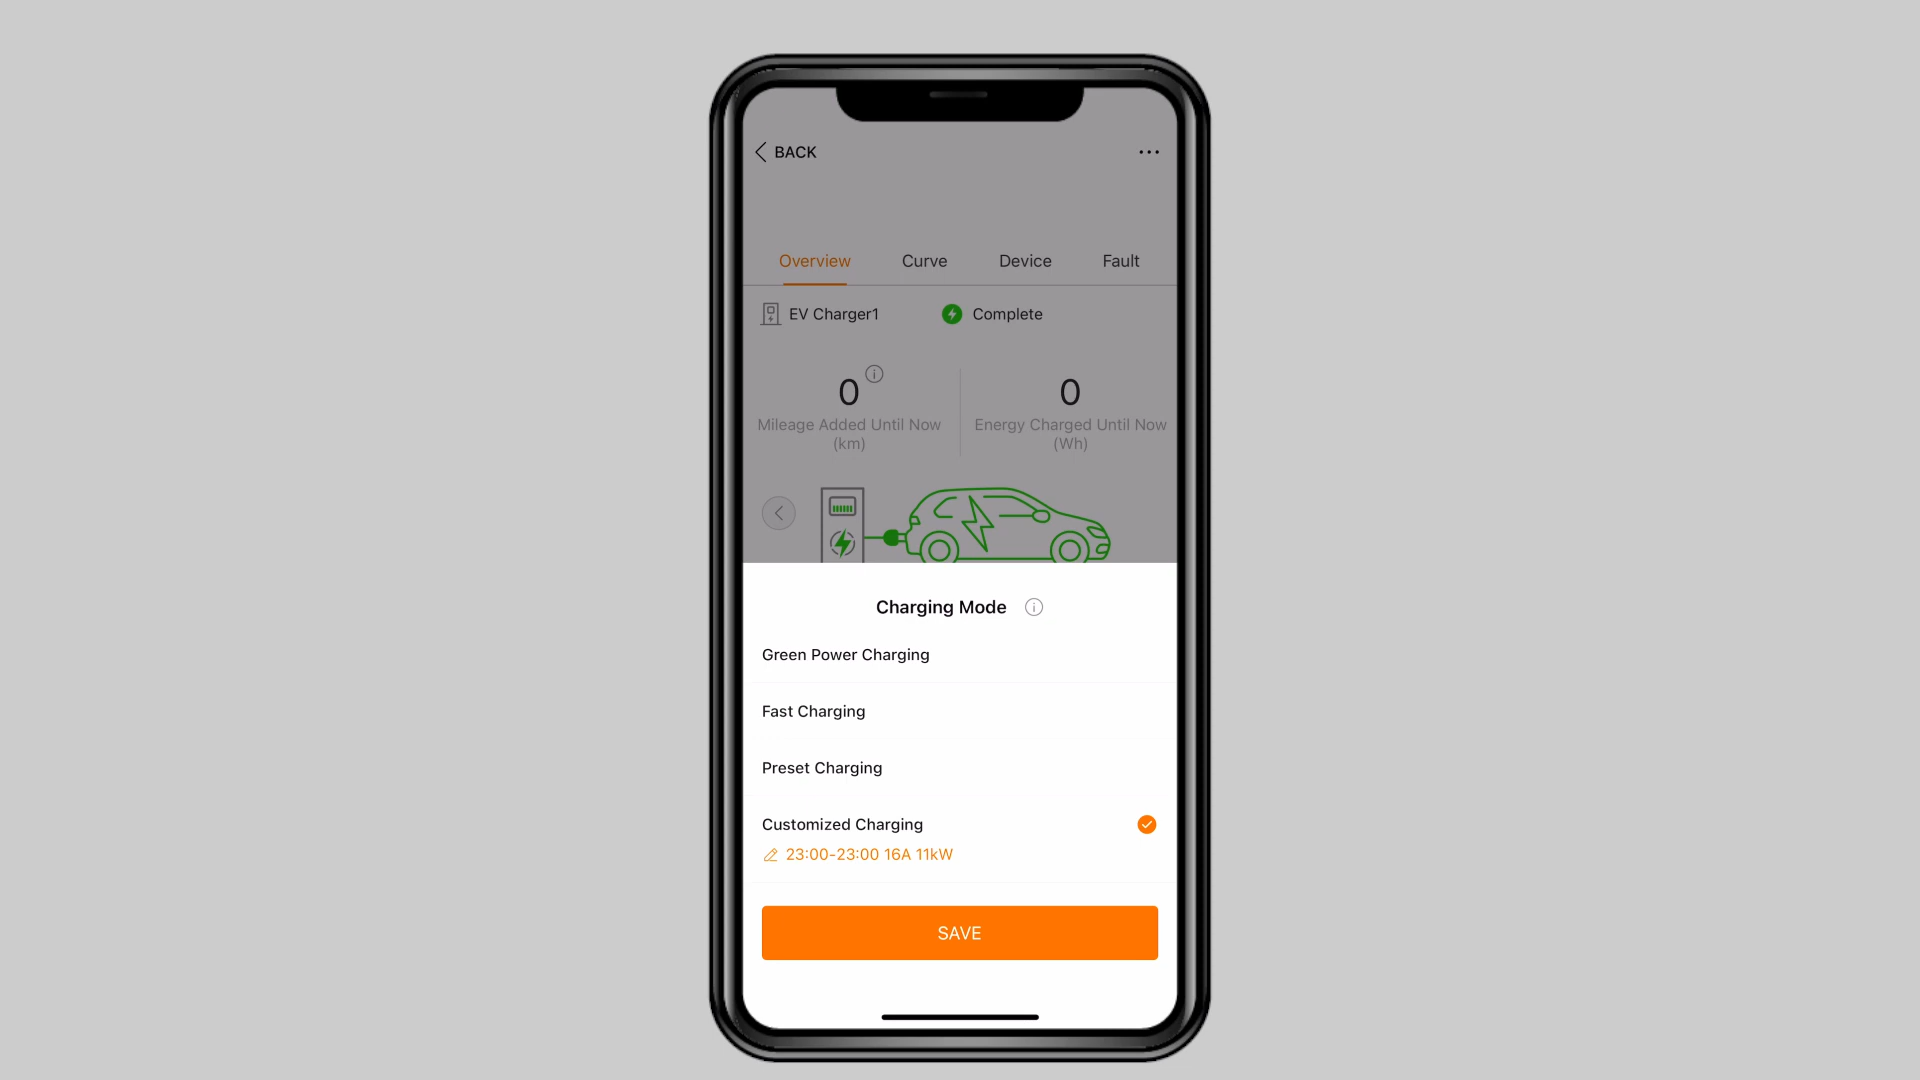 BACK
Overview Curve Device Fault
EV Charger1 Complete
0 0
Mileage Added Until Now Energy Charged Until Now
(km) (Wh)
Charging Mode
Green Power Charging
Fast Charging
Preset Charging
Customized Charging
23:00-23:00 16A 11kW
SAVE